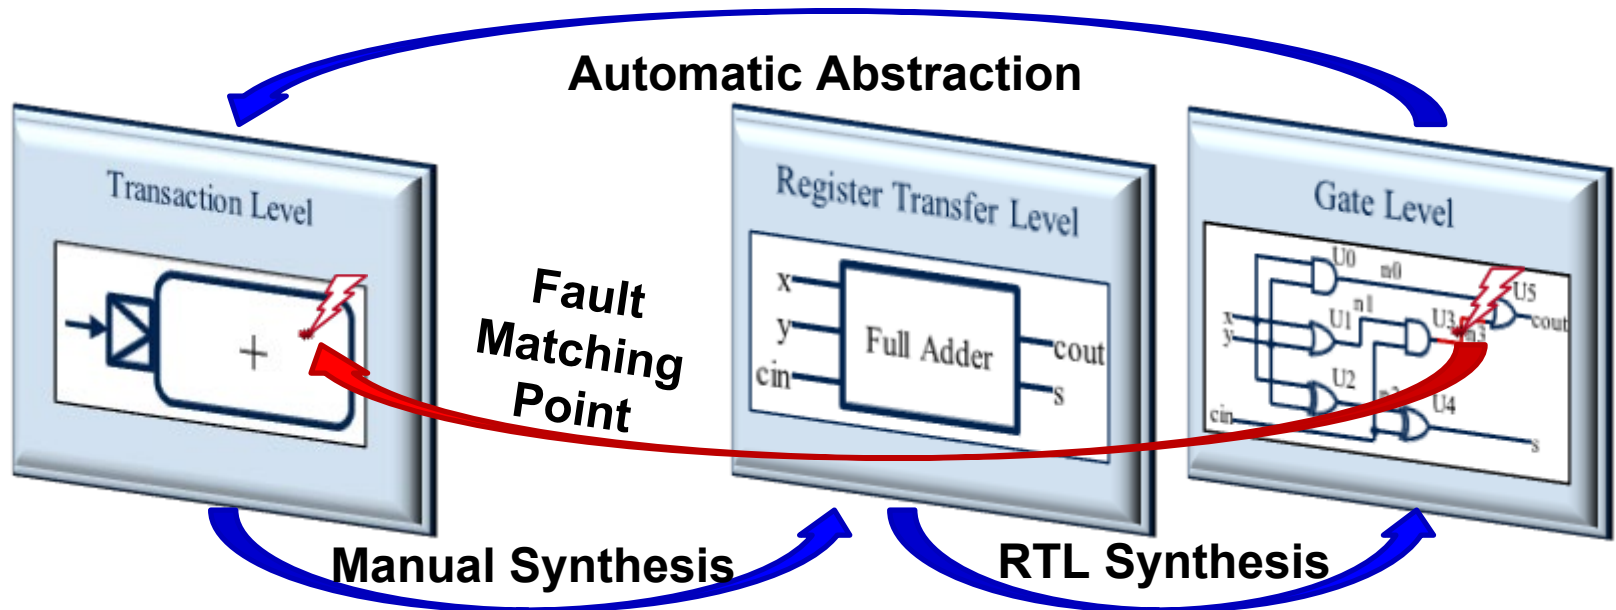 Automatic Abstraction
Transaction Level
+
Fault
Matching
Point
Register Transfer Level
x
y
cin
Full Adder
cout
s
Gate Level
U0
n0
U5
n1
x
y
U1
U3
n3
cout
U2
U4
cin
s
Manual Synthesis
RTL Synthesis